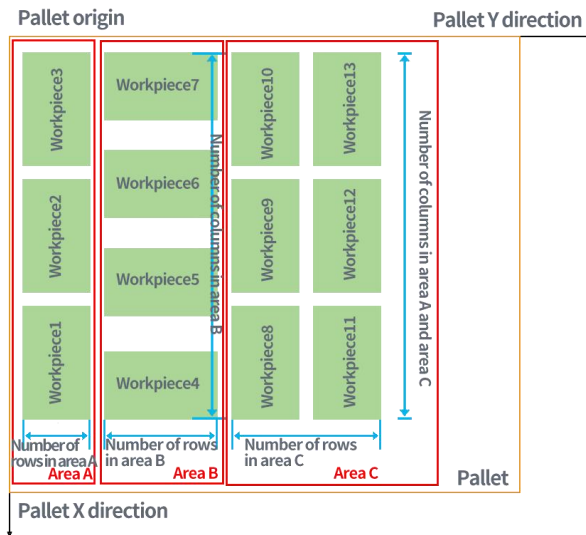 Pallet origin
Pallet Y direction
Workpiece3
Workpiece2
Workpiece1
Workpiece7
Workpiece6
Workpiece5
Workpiece4
Number of columns in area B
Workpiece10
Workpiece9
Workpiece8
Workpiece13
Workpiece12
Workpiece11
Number of columns in area A and area C
Number of
rows in area A
Area A
Number of rows
in area B
Area B
Number of rows
in area C
Area C
Pallet
Pallet X direction